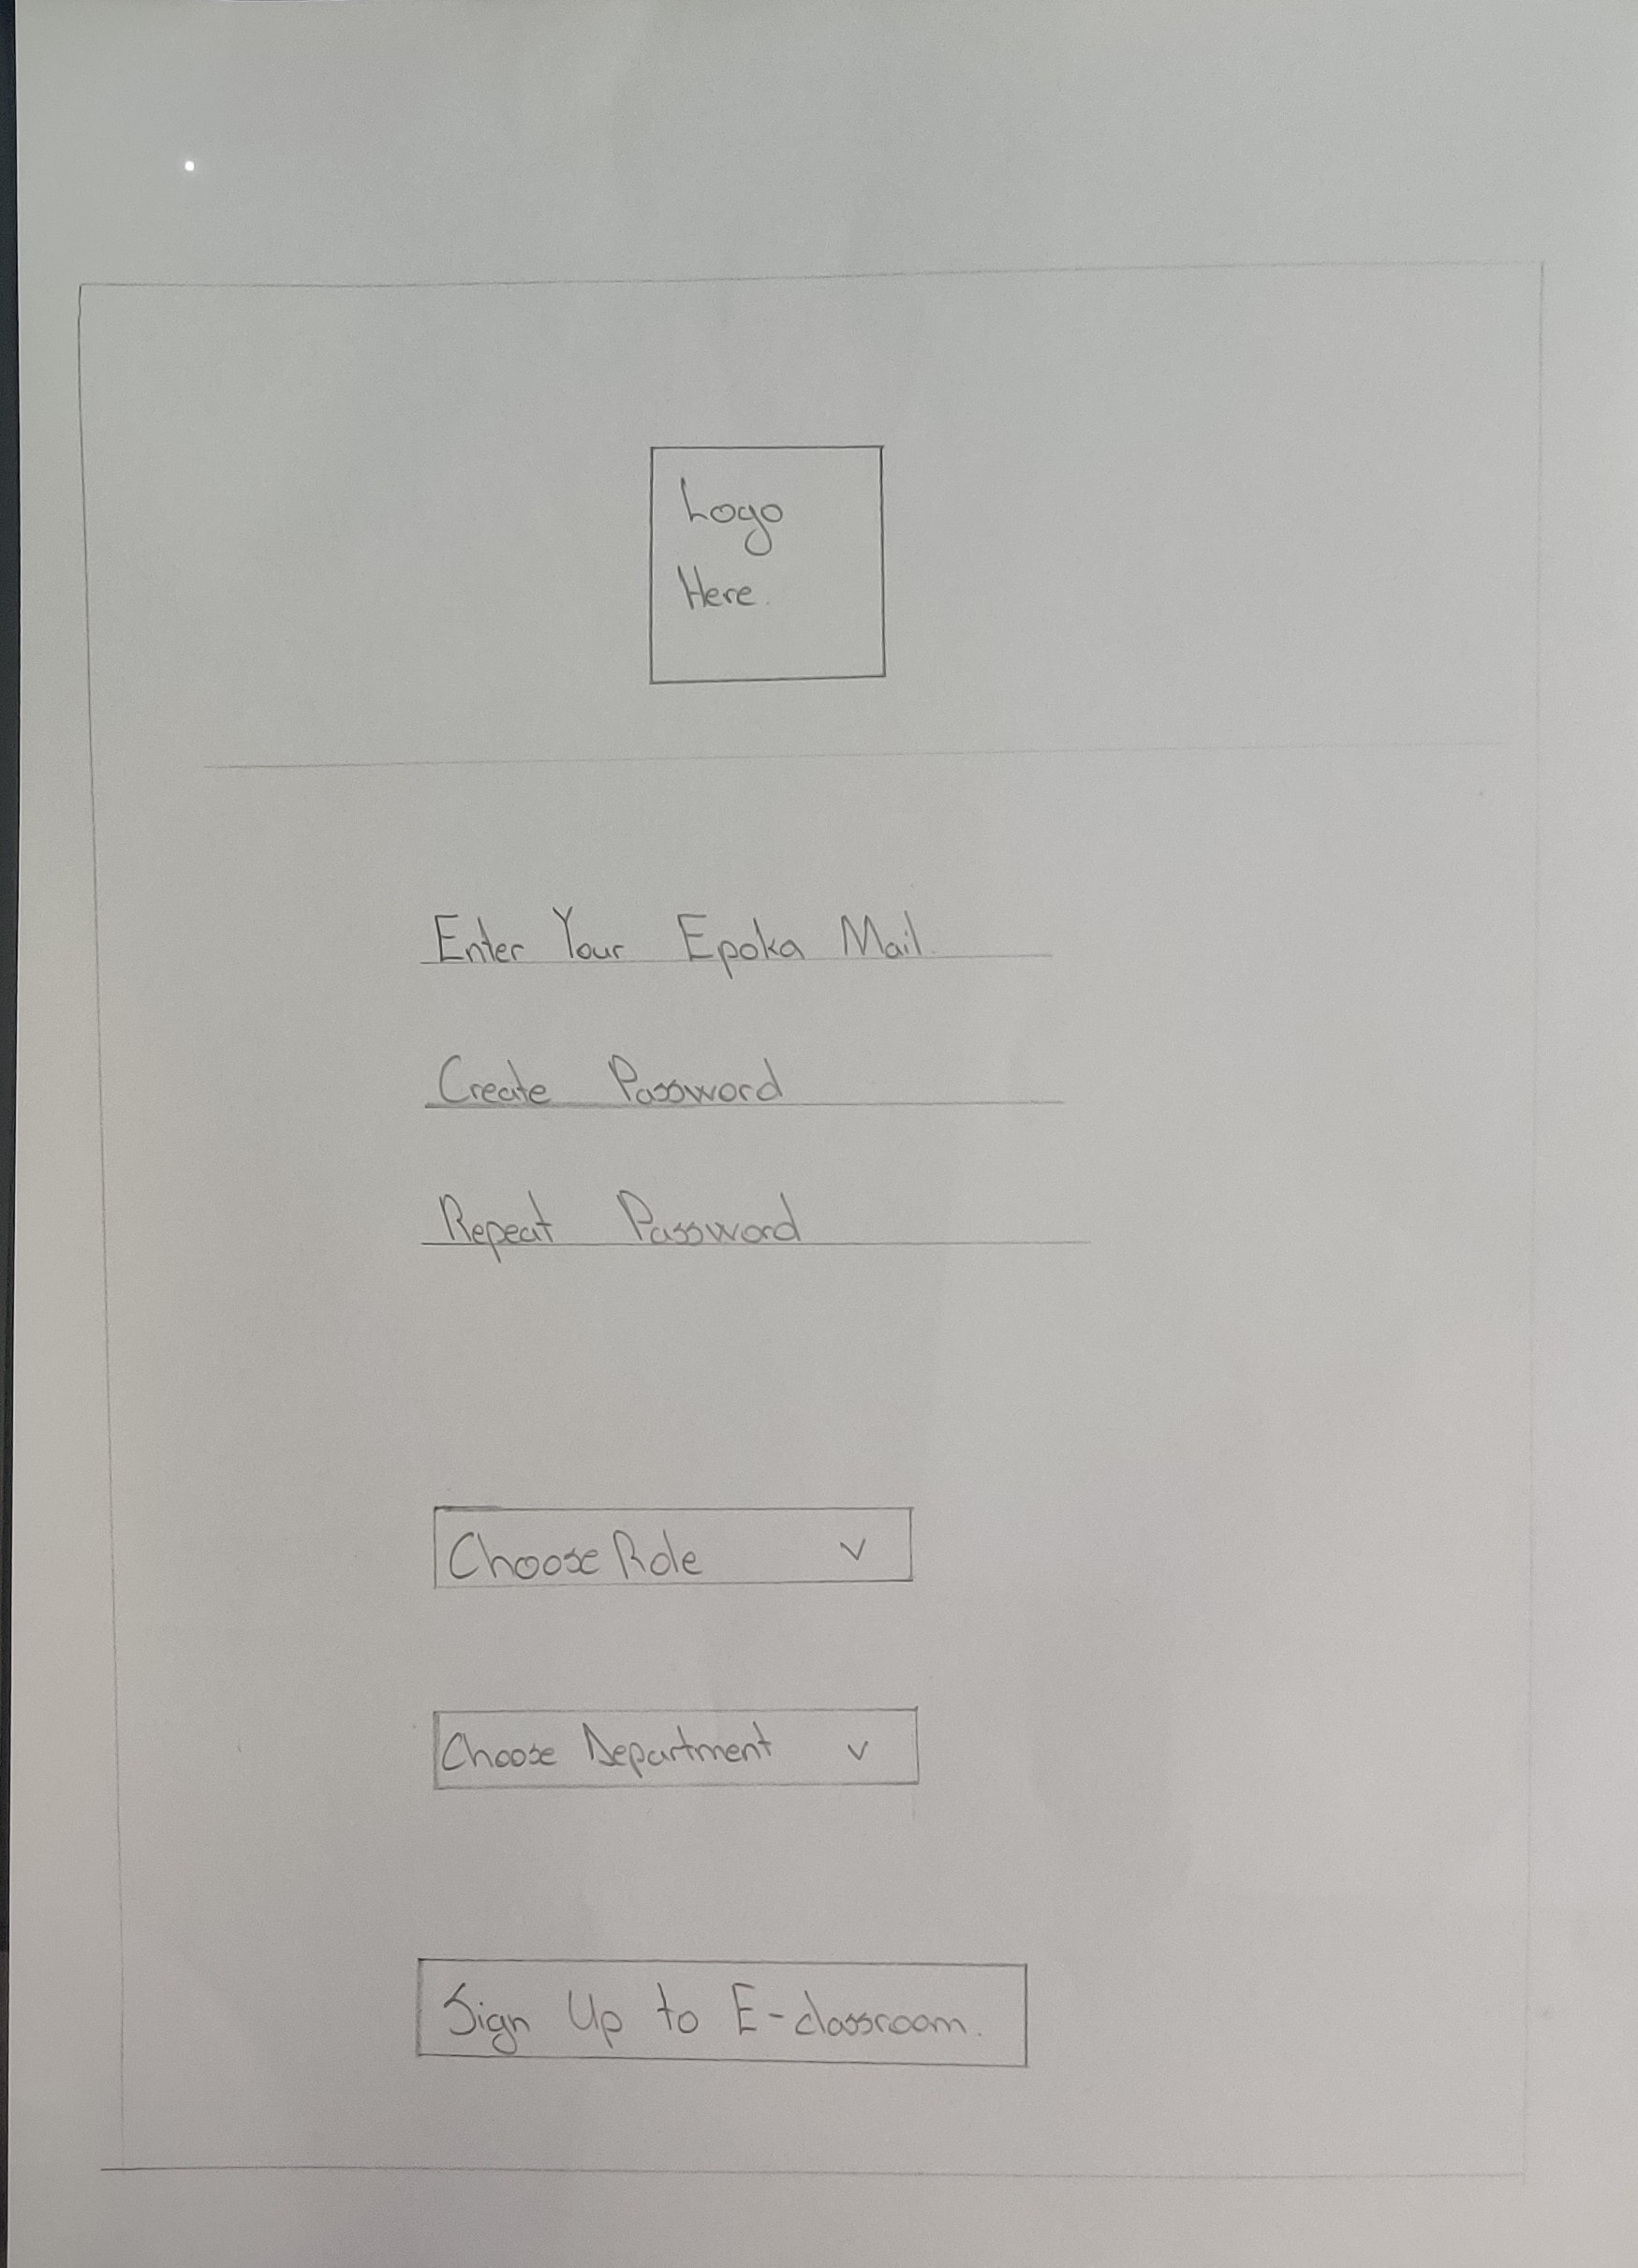 Logo
Here.
Enter Your Epoka Mail.
Create Password
Repeat Password
Choose Role
Choose Department
Sign Up to E-classroom.